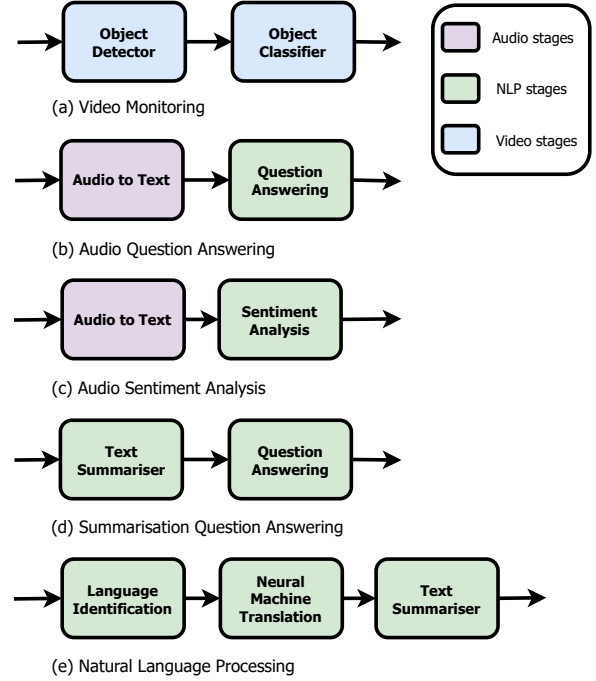 Object
Detector
Object
Classifier
(a) Video Monitoring
Audio stages
NLP stages
Video stages
Audio to Text
Question
Answering
(b) Audio Question Answering
Audio to Text
Sentiment
Analysis
(c) Audio Sentiment Analysis
Text
Summariser
Question
Answering
(d) Summarisation Question Answering
Language
Identification
Neural
Machine
Translation
Text
Summariser
(e) Natural Language Processing